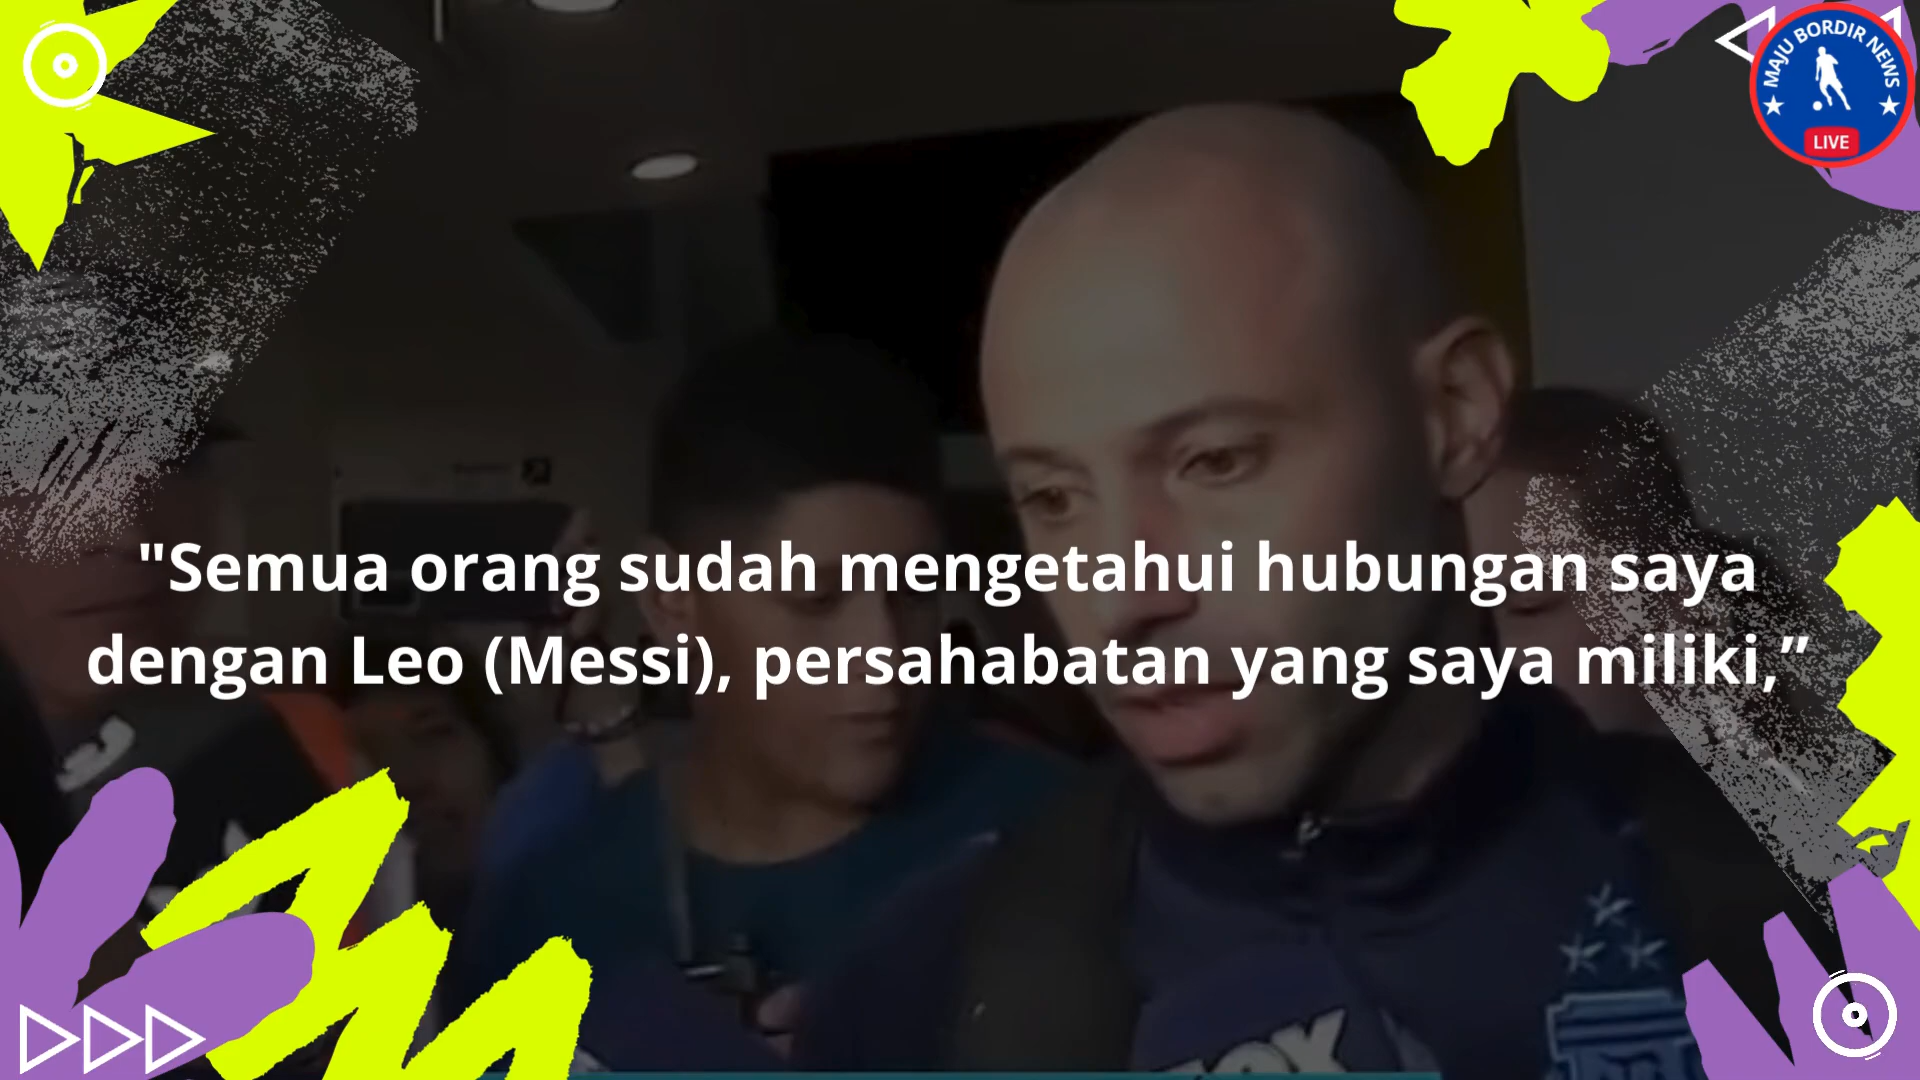 MAJU BORDIR NEWS
LIVE
"Semua orang sudah mengetahui hubungan saya
dengan Leo (Messi), persahabatan yang saya miliki,”